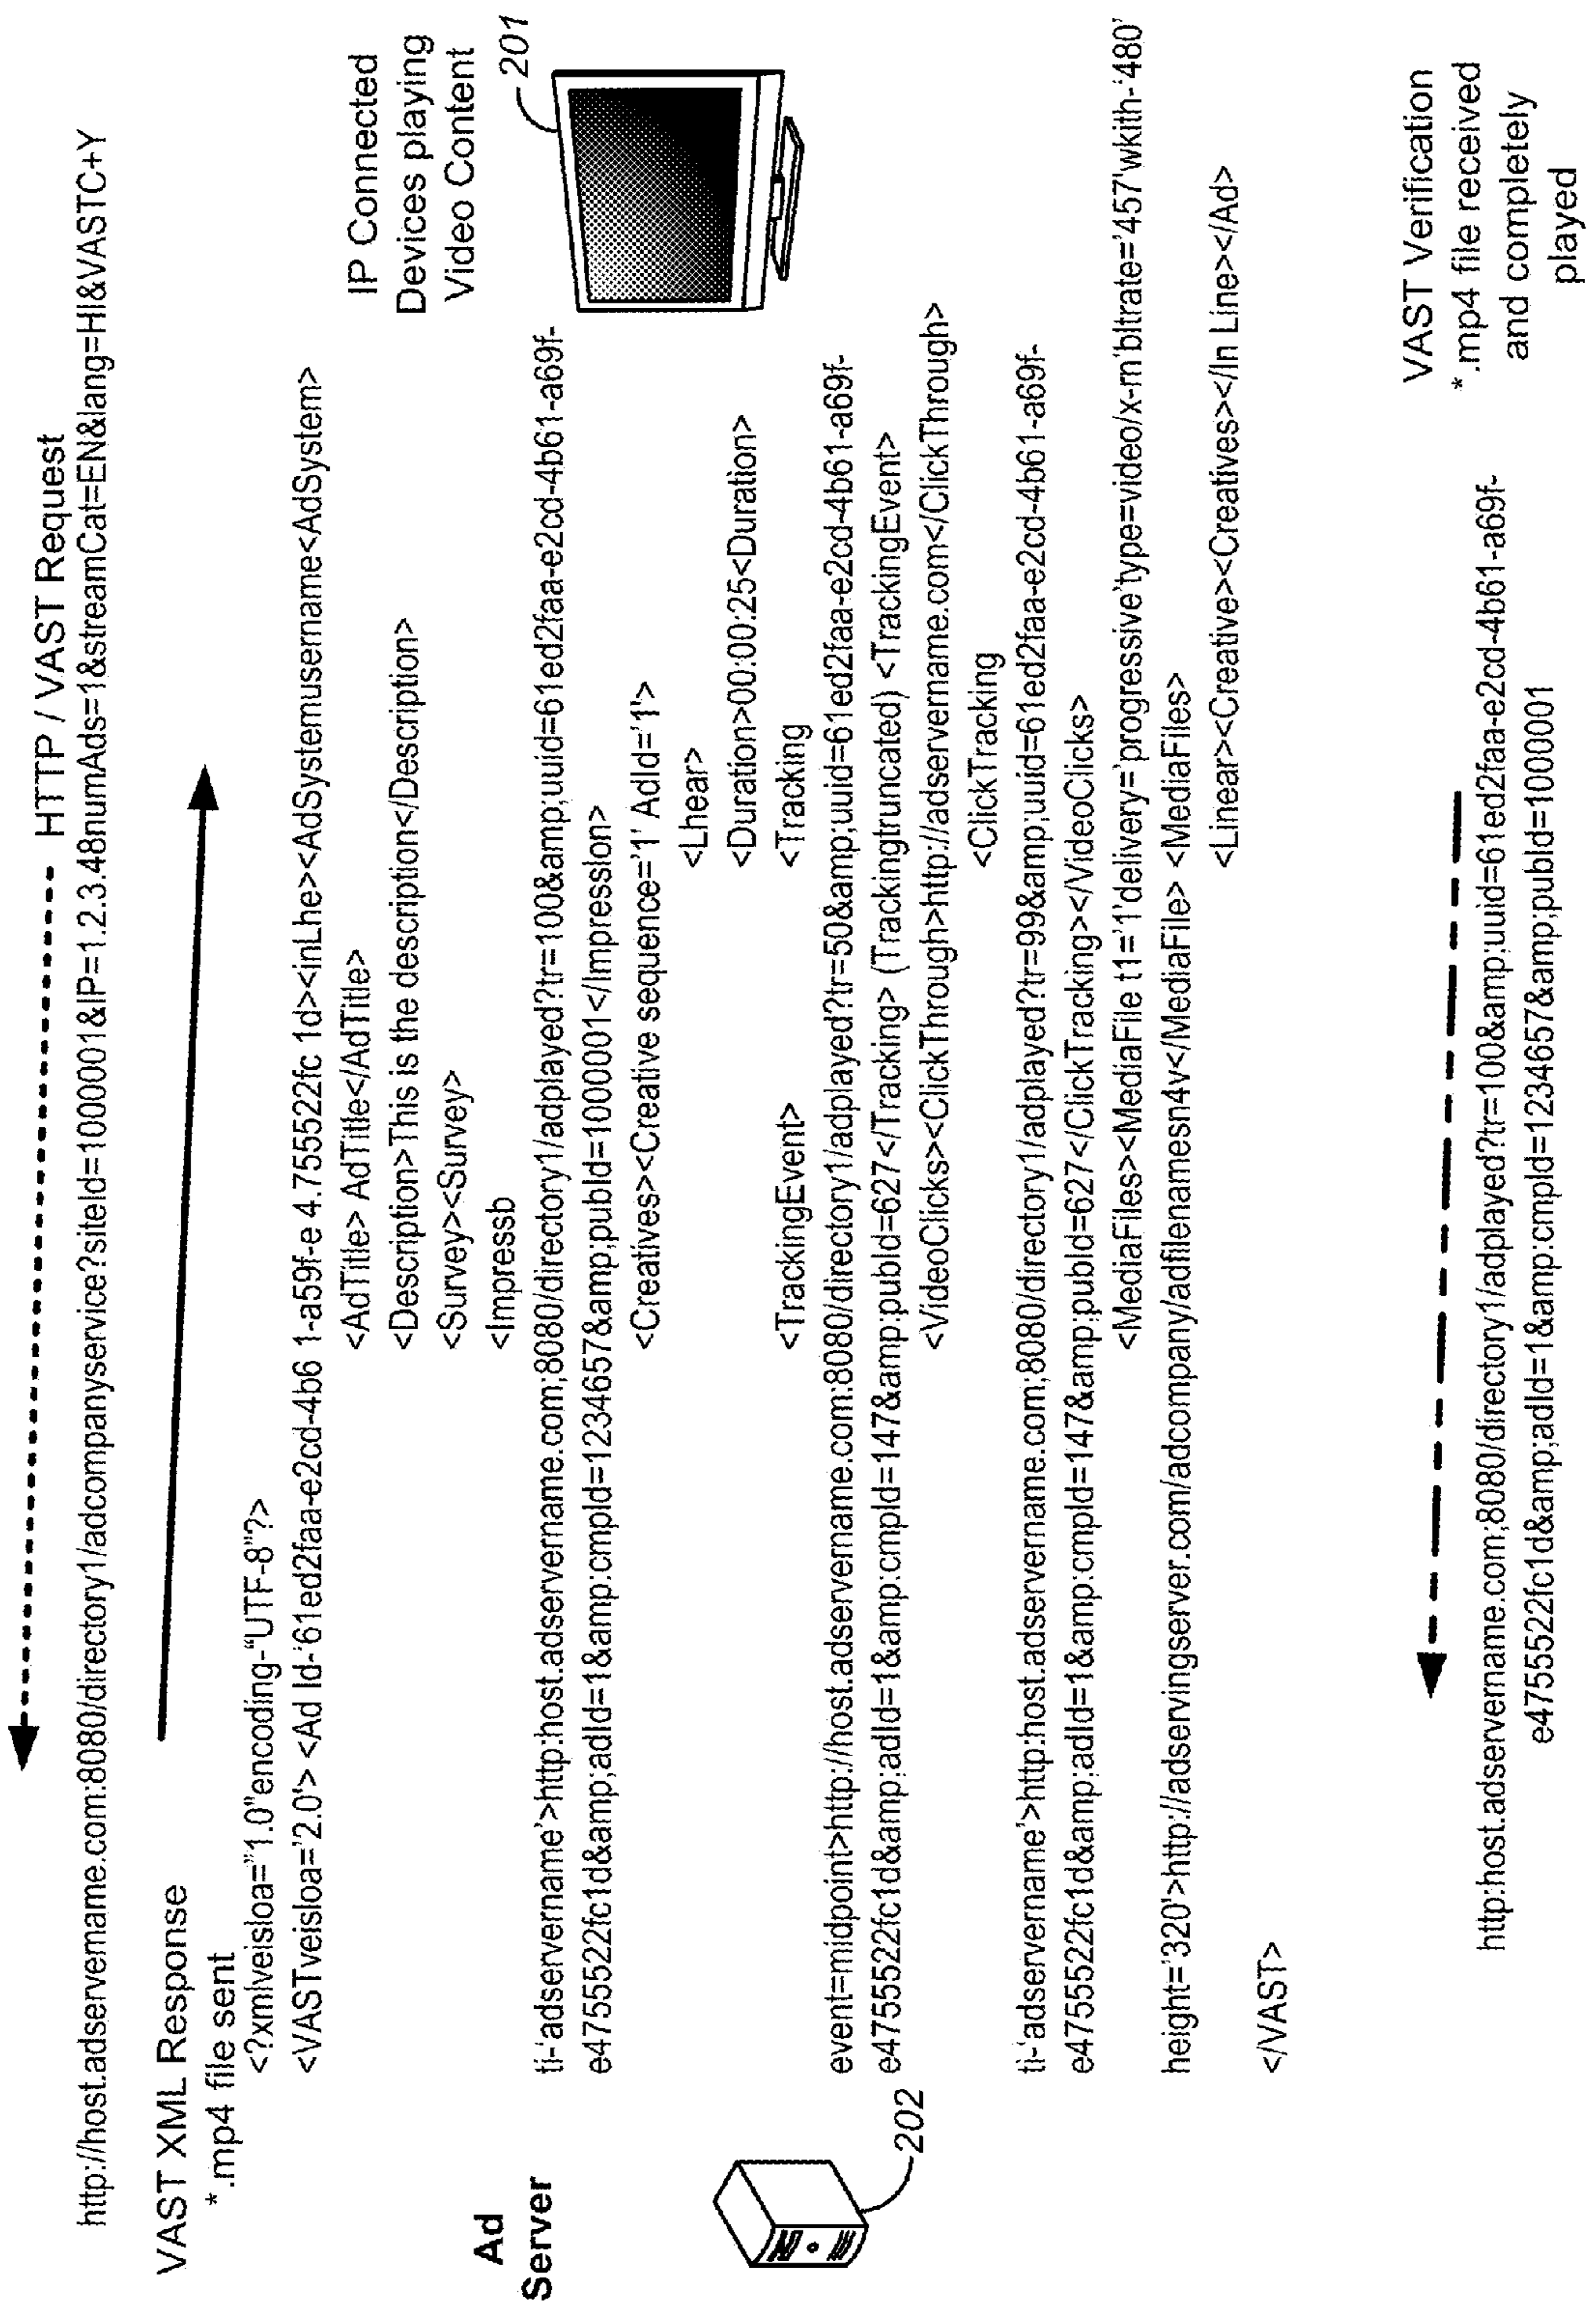 HTTP / VAST Request
http://host.adservemame.com:8080/directory1/adcompanyservice?siteId=1000001&IP=1.2.3.48numAds=1&streamCat=EN&lang=HI&VASTC+Y
VAST XML Response
*.mp4 file sent
<?xmlveisloa="1.0"encoding-"UTF-8"?>
<VASTveisloa='2.0'> <Ad Id-'61ed2faa-e2cd-4b6 1-a59f-e 4.755522fc 1d><inLhe><AdSystemusername<AdSystem>
<AdTitle> AdTitle</AdTitle>
<Description>This is the description</Description>
<Survey><Survey>
<Impressb
ti-'adservername'>http:host.adservername.com;8080/directory1/adplayed?tr=100&amp;uuid=61ed2faa-e2cd-4b61-a69f-
e4755522fc1d&amp;adId=1&amp:cmpId=1234657&amp;pubId=1000001</Impression>
<Creatives><Creative sequence='1' AdId='1'>
<Lhear>
<Duration>00:00:25<Duration>
<TrackingEvent> <Tracking
event=midpoint>http://host.adservername.com:8080/directory1/adplayed?tr=50&amp;uuid=61ed2faa-e2cd-4b61-a69f-
e4755522fc1d&amp;adId=1&amp:cmpId=147&amp;pubId=627</Tracking> (Trackingtruncated) <TrackingEvent>
<VideoClicks><ClickThrough>http://adservername.com</ClickThrough>
<ClickTracking
ti-'adservername'>http:host.adservername.com;8080/directory1/adplayed?tr=99&amp;uuid=61ed2faa-e2cd-4b61-a69f-
e4755522fc1d&amp;adId=1&amp:cmpId=147&amp;pubId=627</ClickTracking></VideoClicks>
<MediaFiles><MediaFile t1='1'delivery='progressive'type=video/x-m'bltrate='457'wkith-'480'
height='320'>http://adservingserver.com/adcompany/adfilenamesn4v</MediaFile> <MediaFiles>
<Linear><Creative><Creatives></In Line></Ad>
</VAST>
IP Connected
Devices playing
Video Content
201
Ad
Server
202
VAST Verification
*.mp4 file received
and completely
played
http:host.adservername.com;8080/directory1/adplayed?tr=100&amp;uuid=61ed2faa-e2cd-4b61-a69f-
e4755522fc1d&amp;adId=1&amp:cmpId=1234657&amp;pubId=1000001